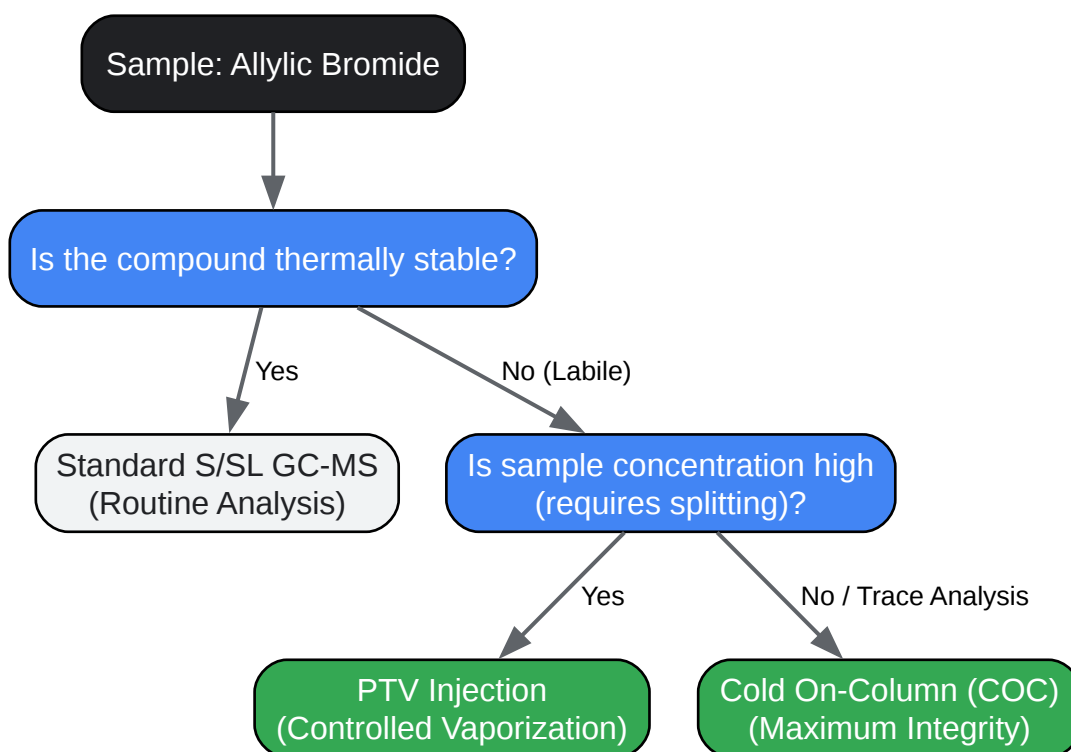 Sample: Allylic Bromide
Is the compound thermally stable?
Yes
No (Labile)
Standard S/SL GC-MS
(Routine Analysis)
Is sample concentration high
(requires splitting)?
Yes
No / Trace Analysis
PTV Injection
(Controlled Vaporization)
Cold On-Column (COC)
(Maximum Integrity)